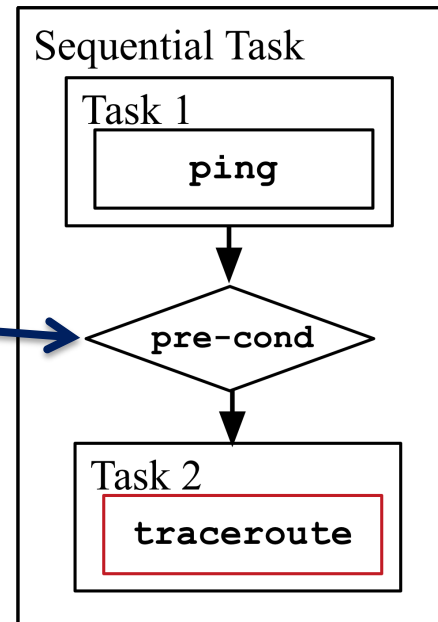 Sequential Task
Task 1
ping
pre-cond
Task 2
traceroute